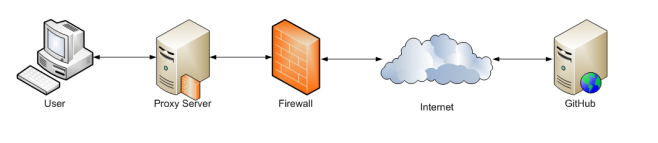 User
Proxy Server
Firewall
Internet
GitHub